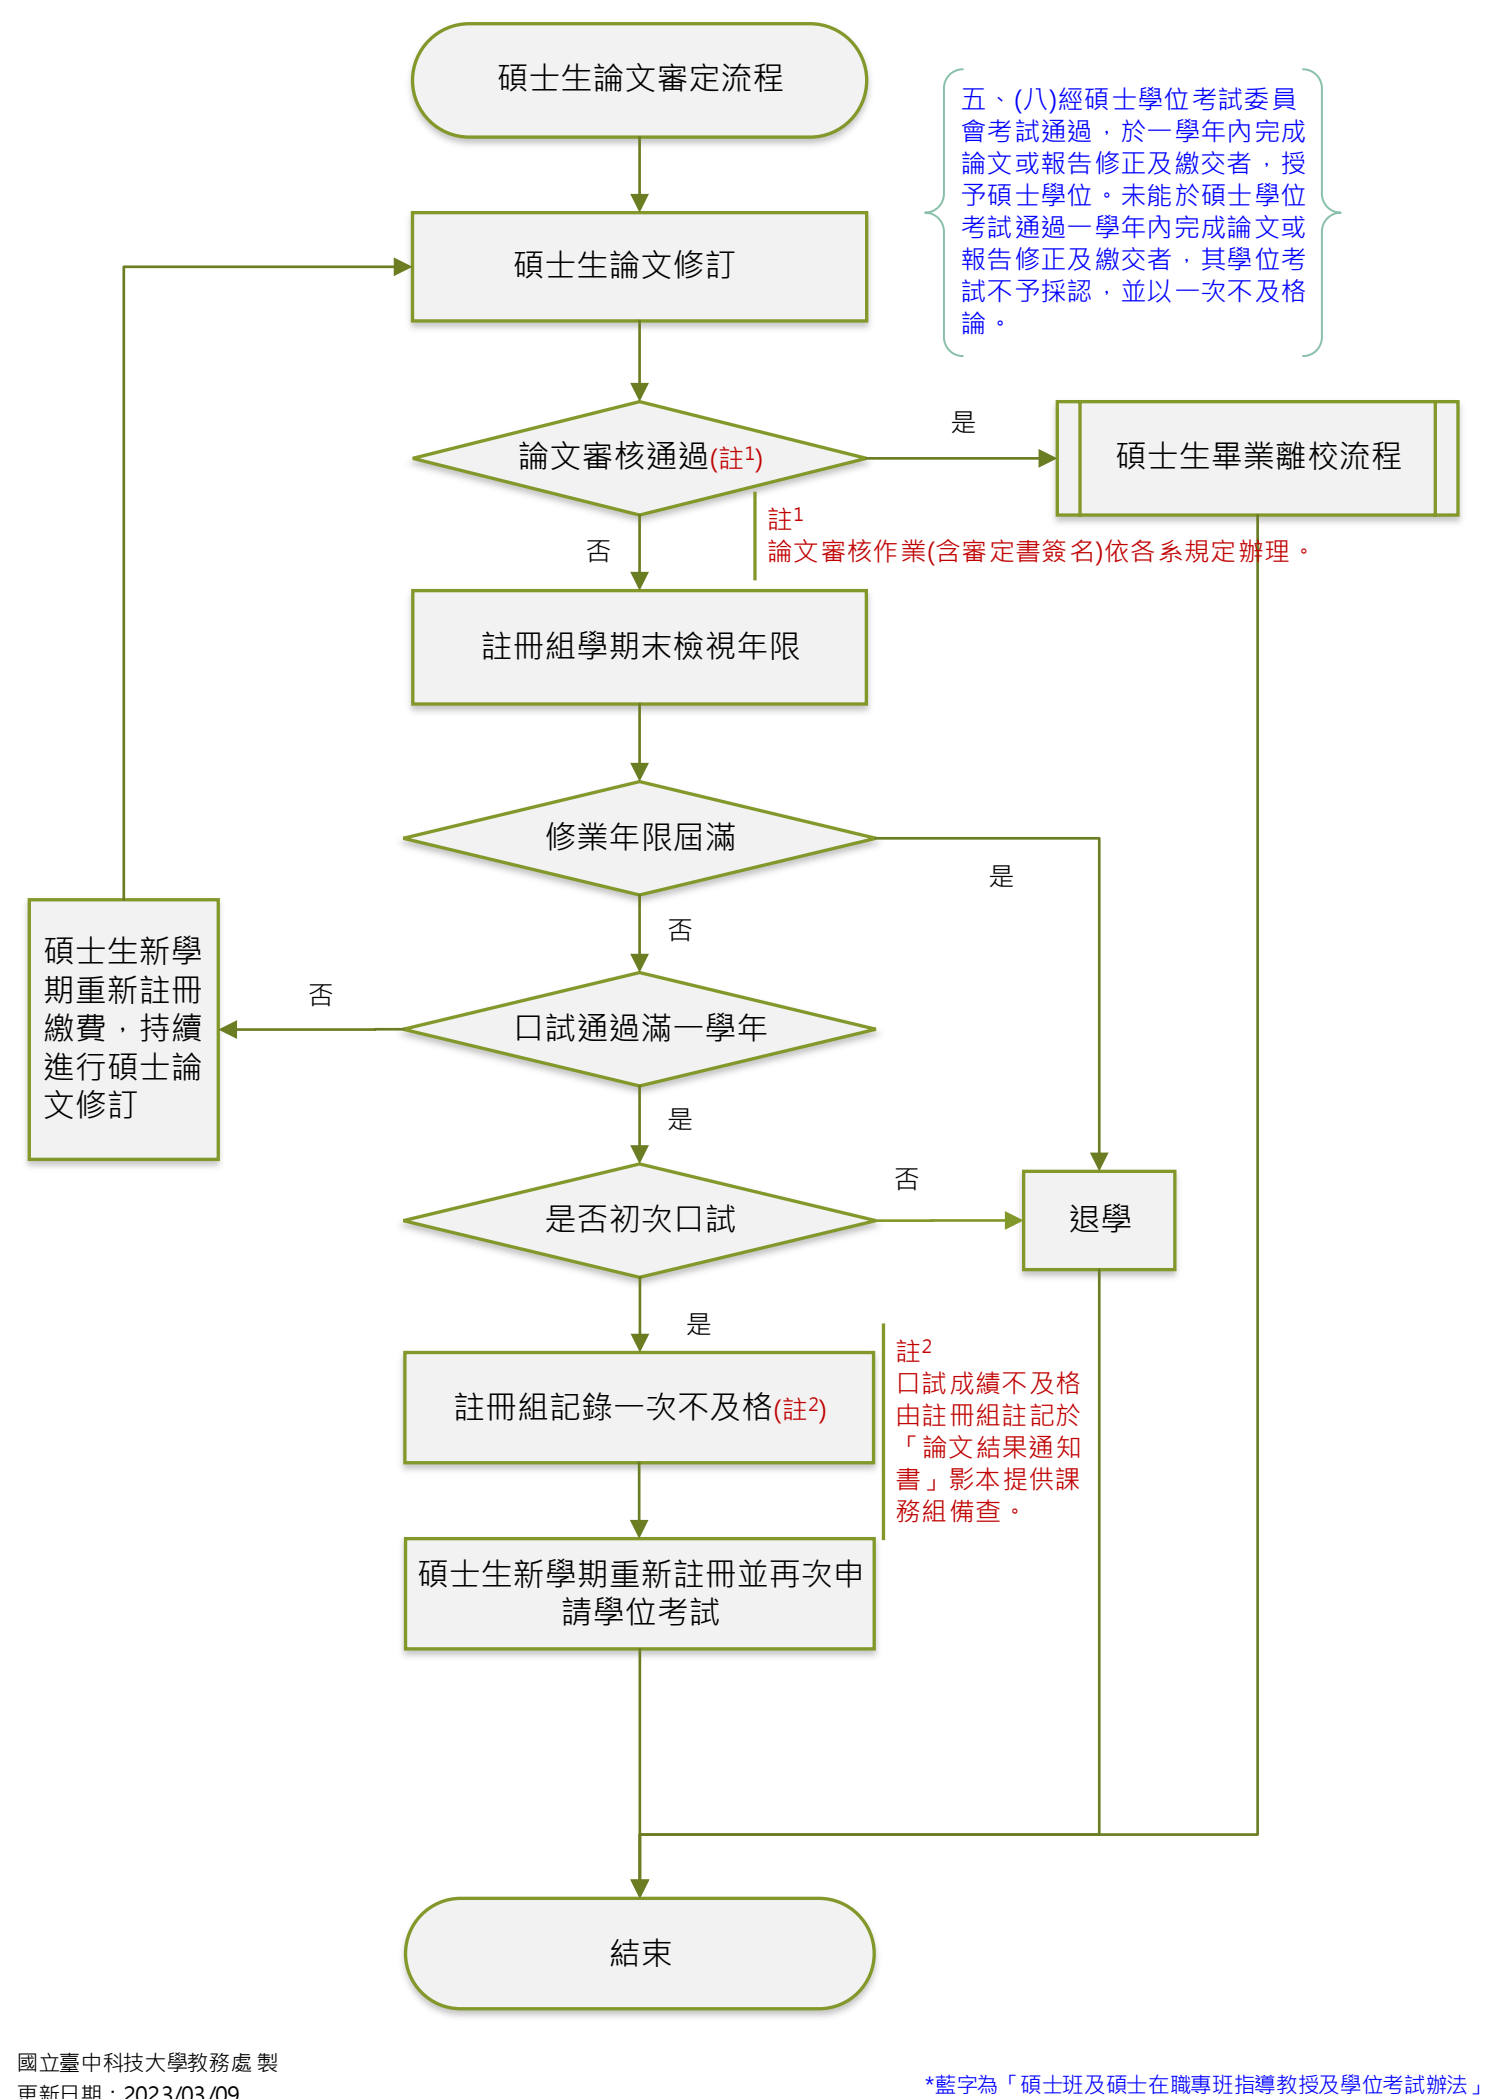 碩士生論文審定流程
五、(八)經碩士學位考試委員
會考試通過，於一學年內完成
論文或報告修正及繳交者，授
予碩士學位。未能於碩士學位
考試通過一學年內完成論文或
報告修正及繳交者，其學位考
試不予採認，並以一次不及格
論。
碩士生論文修訂
論文審核通過(註1)
是
碩士生畢業離校流程
註1
論文審核作業(含審定書簽名)依各系規定辦理。
否
註冊組學期末檢視年限
修業年限屆滿
是
否
碩士生新學
期重新註冊
繳費，持續
進行碩士論
文修訂
否
口試通過滿一學年
是
是否初次口試
否
退學
是
註冊組記錄一次不及格(註2)
註2
口試成績不及格
由註冊組註記於
「論文結果通知
書」影本提供課
務組備查。
碩士生新學期重新註冊並再次申
請學位考試
結束
國立臺中科技大學教務處 製
更新日期：2023/03/09
*藍字為「碩士班及碩士在職專班指導教授及學位考試辦法」